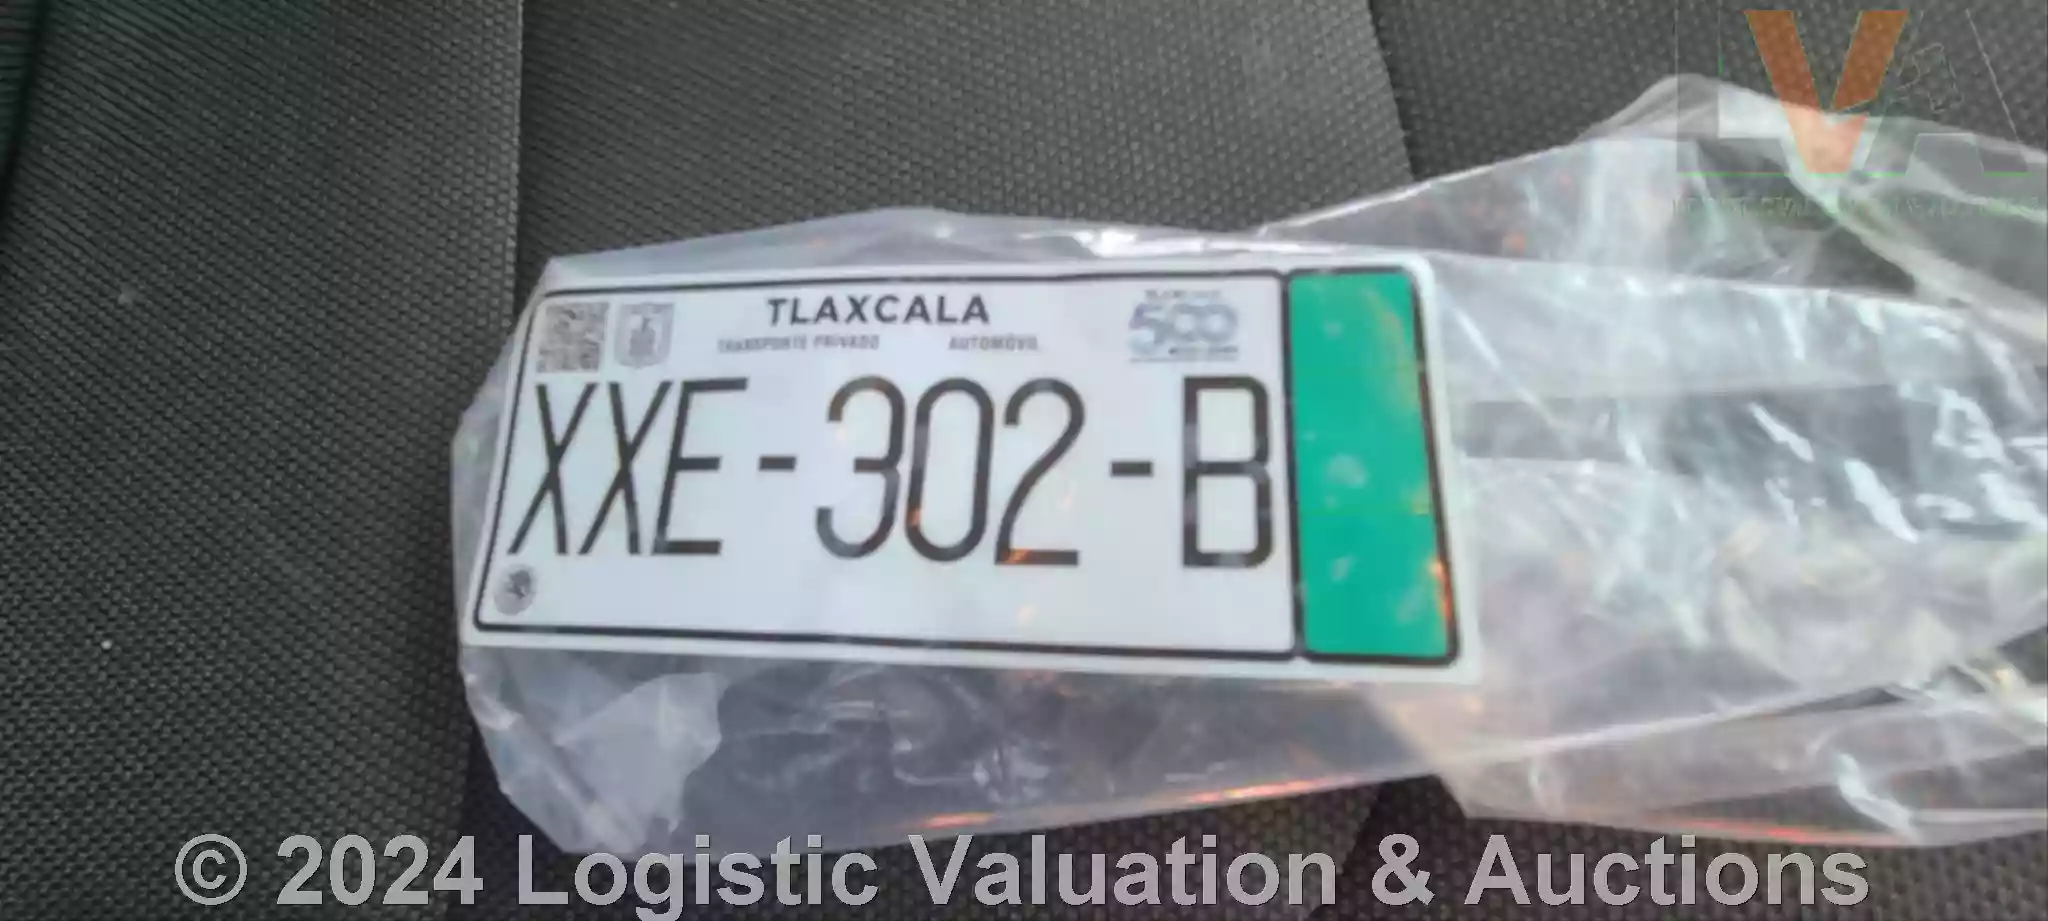 TLAXCALA
TRANSPORTE PRIVADO AUTOMÓVIL
500
XXE-302-B
© 2024 Logistic Valuation & Auctions